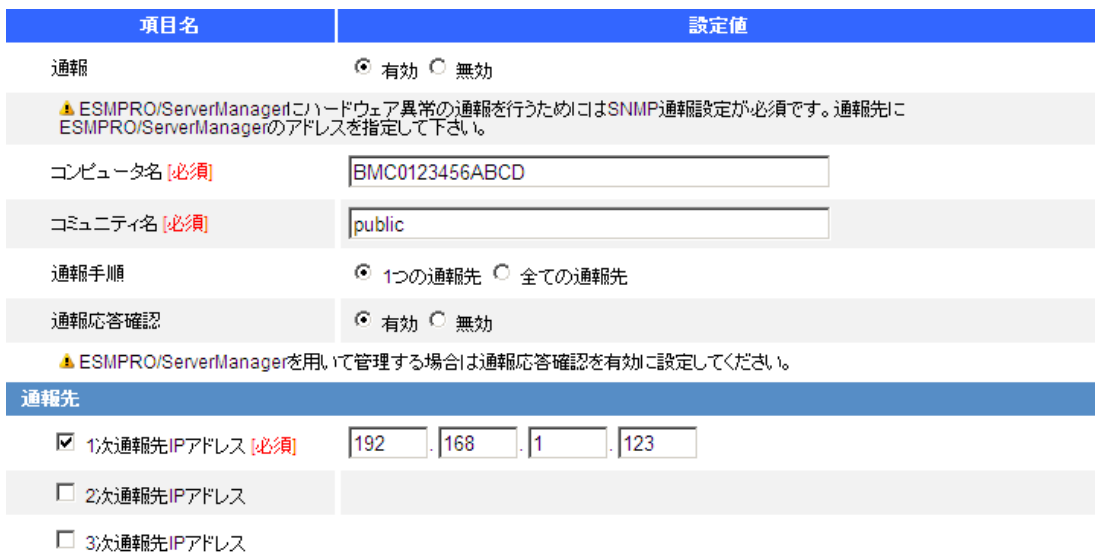 項目名 設定値
通報 有効 無効
ESMPRO/ServerManagerにハードウェア異常の通報を行うためにはSNMP通報設定が必須です。通報先に
ESMPRO/ServerManagerのアドレスを指定して下さい。
コンピュータ名 [必須] BMC0123456ABCD
コミュニティ名 [必須] public
通報手順 1つの通報先 全ての通報先
通報応答確認 有効 無効
ESMPRO/ServerManagerを用いて管理する場合は通報応答確認を有効に設定してください。
通報先
1次通報先IPアドレス [必須] 192 . 168 . 1 . 123
2次通報先IPアドレス
3次通報先IPアドレス